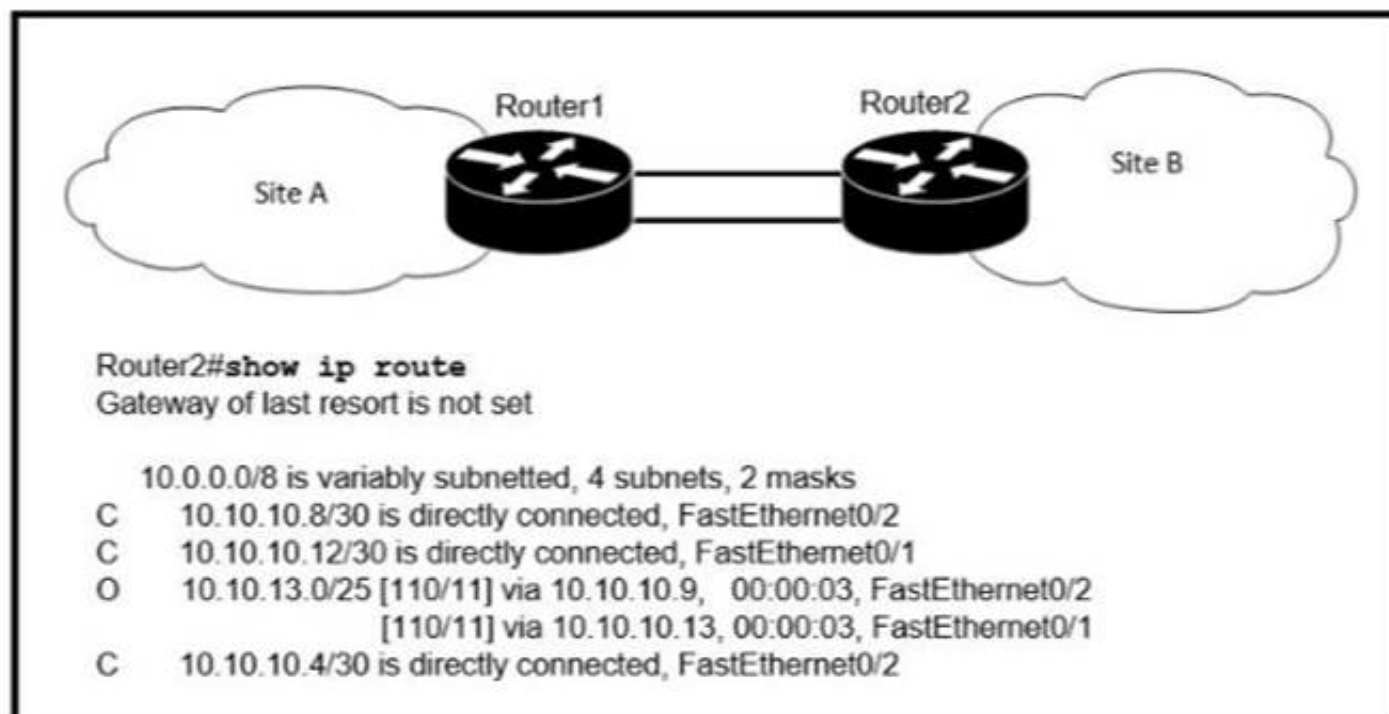 Router1
Router2
Site A
Site B
Router2#show ip route
Gateway of last resort is not set
10.0.0.0/8 is variably subnetted, 4 subnets, 2 masks
C 10.10.10.8/30 is directly connected, FastEthernet0/2
C 10.10.10.12/30 is directly connected, FastEthernet0/1
O 10.10.13.0/25 [110/11] via 10.10.10.9, 00:00:03, FastEthernet0/2
[110/11] via 10.10.10.13, 00:00:03, FastEthernet0/1
C 10.10.10.4/30 is directly connected, FastEthernet0/2